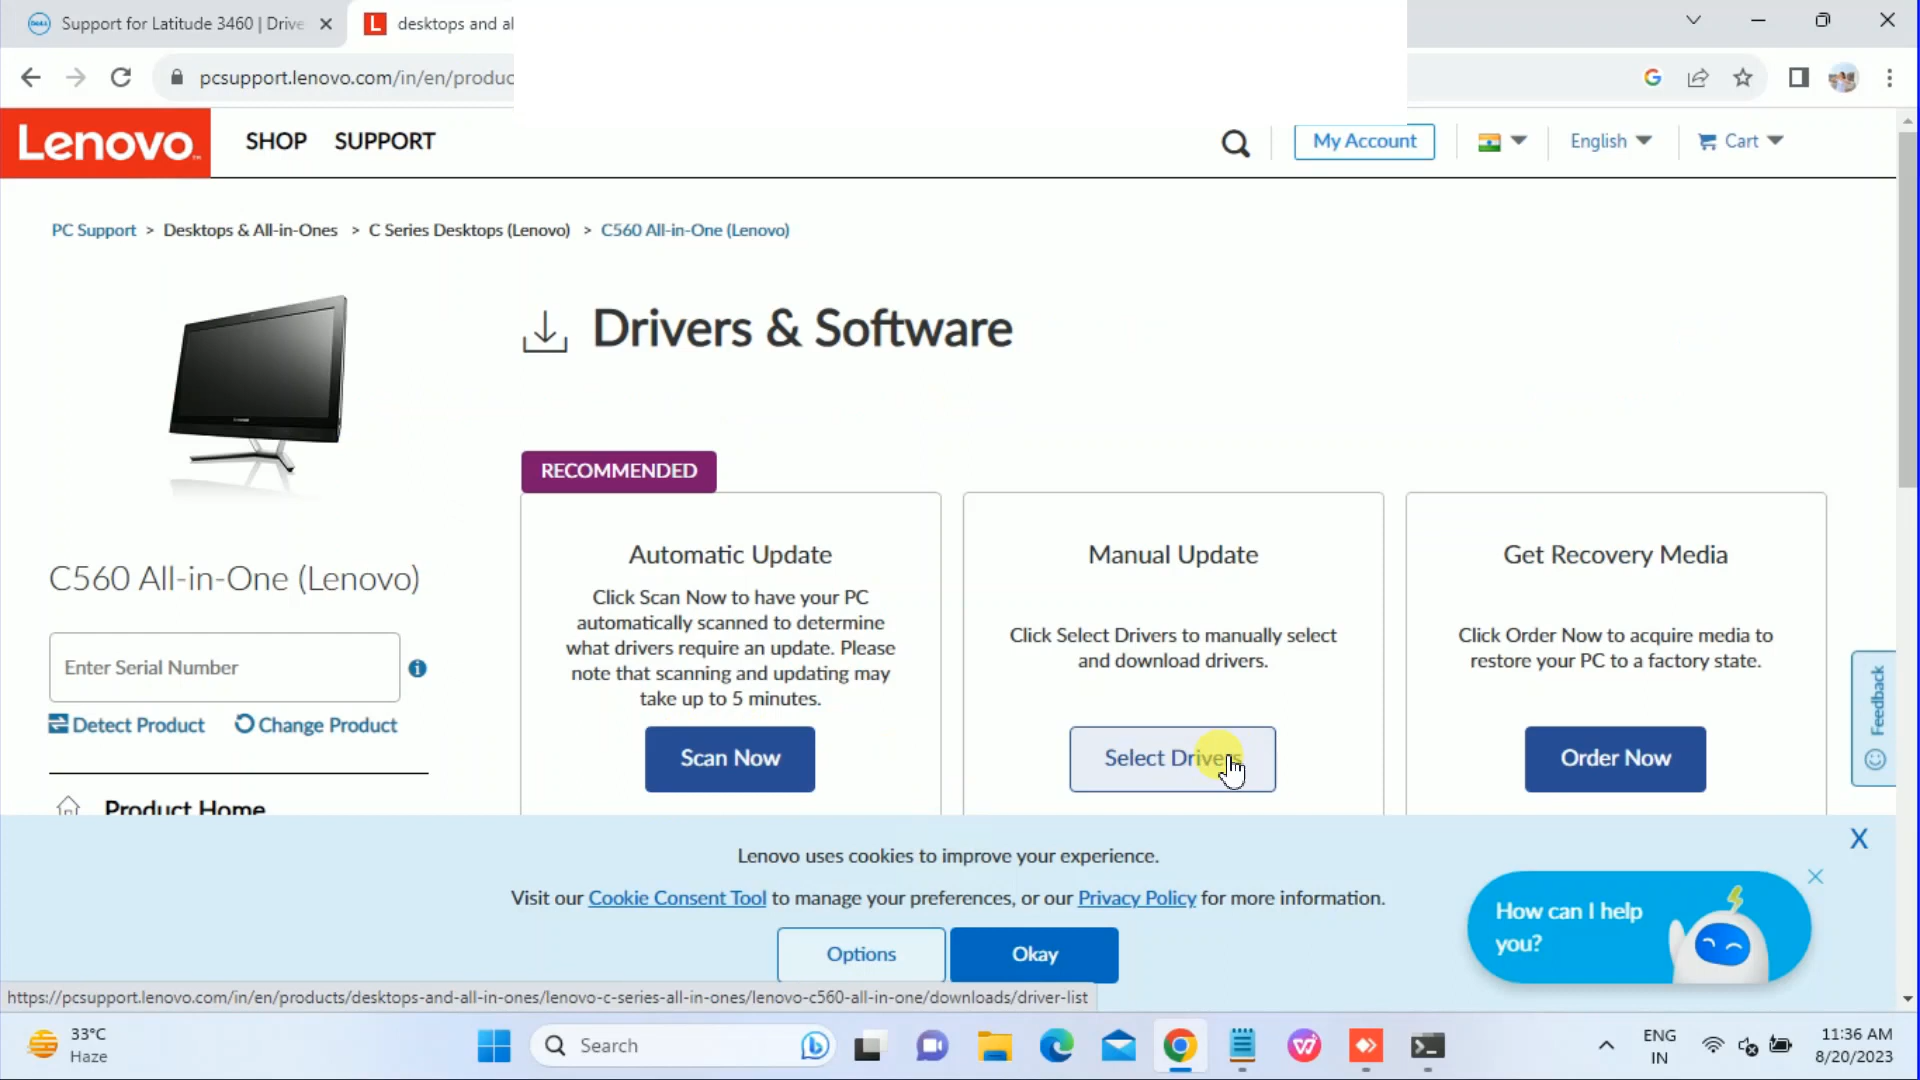 Support for Latitude 3460 | Drive
desktops and al
pcsupport.lenovo.com/in/en/produc
Lenovo™
SHOP SUPPORT
My Account
English
Cart
PC Support > Desktops & All-in-Ones > C Series Desktops (Lenovo) > C560 All-in-One (Lenovo)
Drivers & Software
RECOMMENDED
C560 All-in-One (Lenovo)
Enter Serial Number
Detect Product
Change Product
Product Home
Automatic Update
Click Scan Now to have your PC
automatically scanned to determine
what drivers require an update. Please
note that scanning and updating may
take up to 5 minutes.
Scan Now
Manual Update
Click Select Drivers to manually select
and download drivers.
Select Drivers
Get Recovery Media
Click Order Now to acquire media to
restore your PC to a factory state.
Order Now
Feedback
Lenovo uses cookies to improve your experience.
X
Visit our Cookie Consent Tool to manage your preferences, or our Privacy Policy for more information.
Options
Okay
How can I help
you?
https://pcsupport.lenovo.com/in/en/products/desktops-and-all-in-ones/lenovo-c-series-all-in-ones/lenovo-c560-all-in-one/downloads/driver-list
33°C
Haze
Search
ENG
IN
11:36 AM
8/20/2023